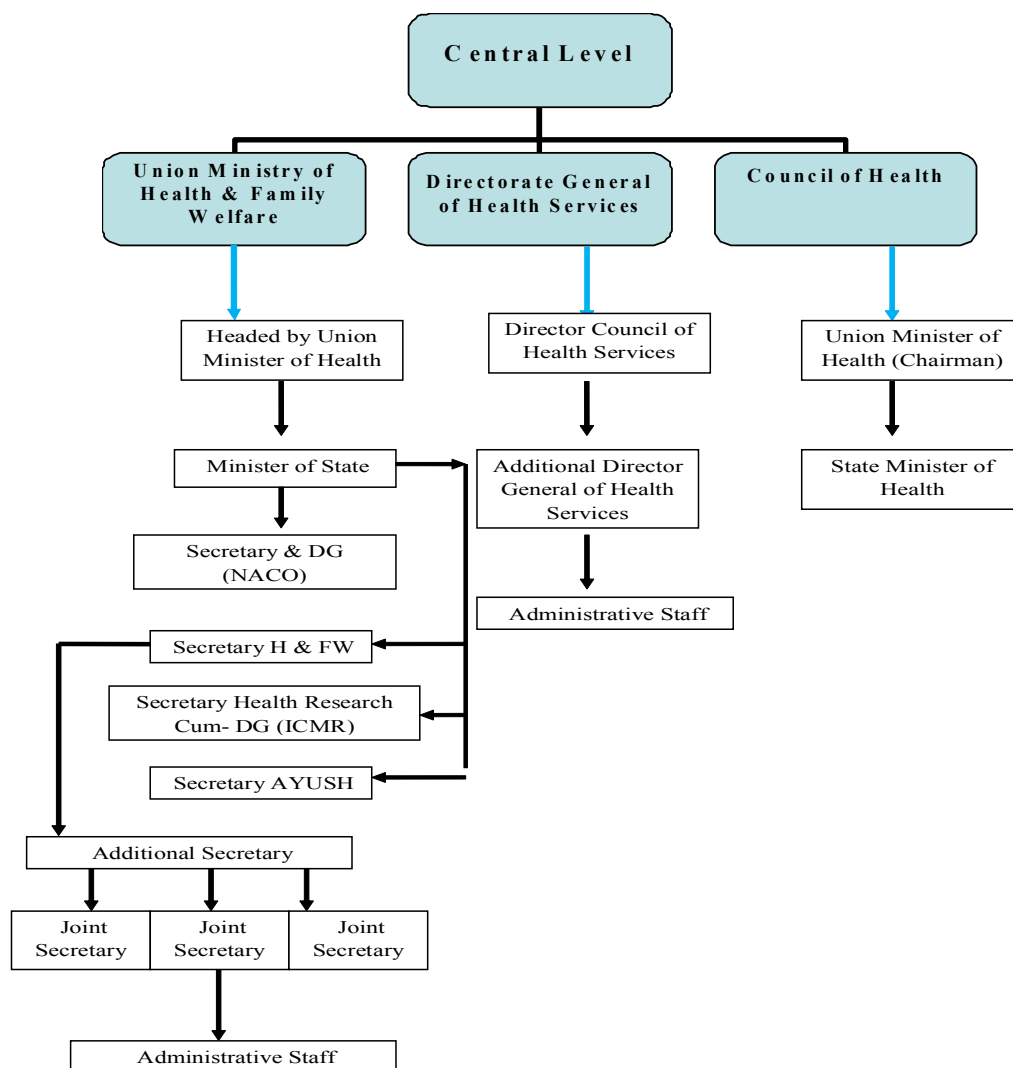 Central Level
Union Ministry of
Health & Family
Welfare
Directorate General
of Health Services
Council of Health
Headed by Union
Minister of Health
Director Council of
Health Services
Union Minister of
Health (Chairman)
Minister of State
Additional Director
General of Health
Services
State Minister of
Health
Secretary & DG
(NACO)
Administrative Staff
Secretary H & FW
Secretary Health Research
Cum- DG (ICMR)
Secretary AYUSH
Additional Secretary
Joint
Secretary
Joint
Secretary
Joint
Secretary
Administrative Staff